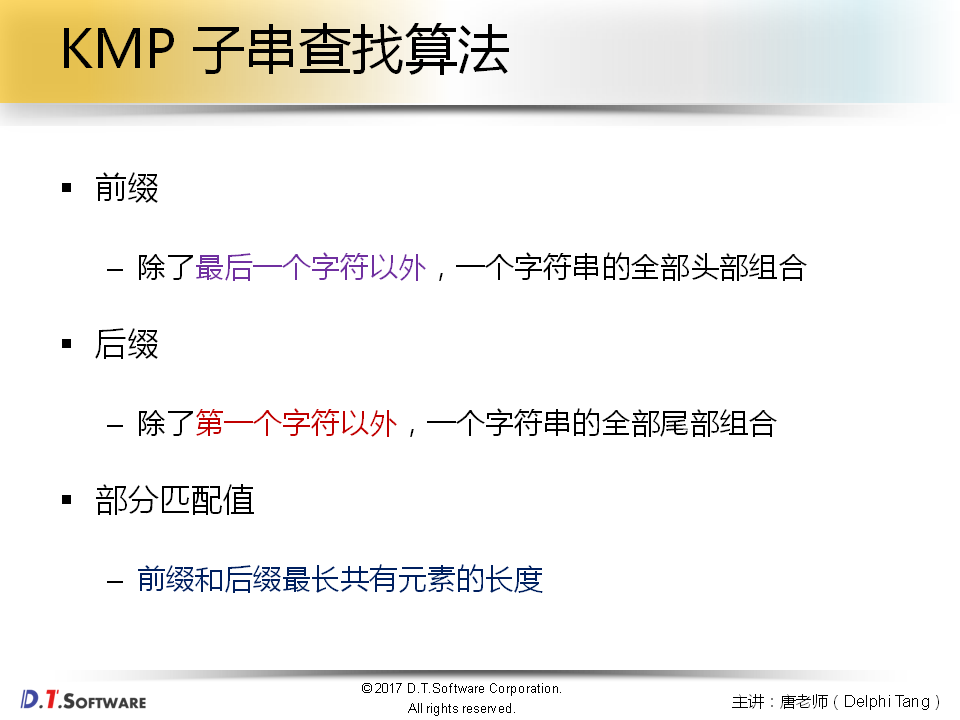 KMP 子串查找算法
▪ 前缀
– 除了最后一个字符以外，一个字符串的全部头部组合
▪ 后缀
– 除了第一个字符以外，一个字符串的全部尾部组合
▪ 部分匹配值
– 前缀和后缀最长共有元素的长度
D.T.SOFTWARE
©2017 D.T.Software Corporation.
All rights reserved.
主讲：唐老师（Delphi Tang）